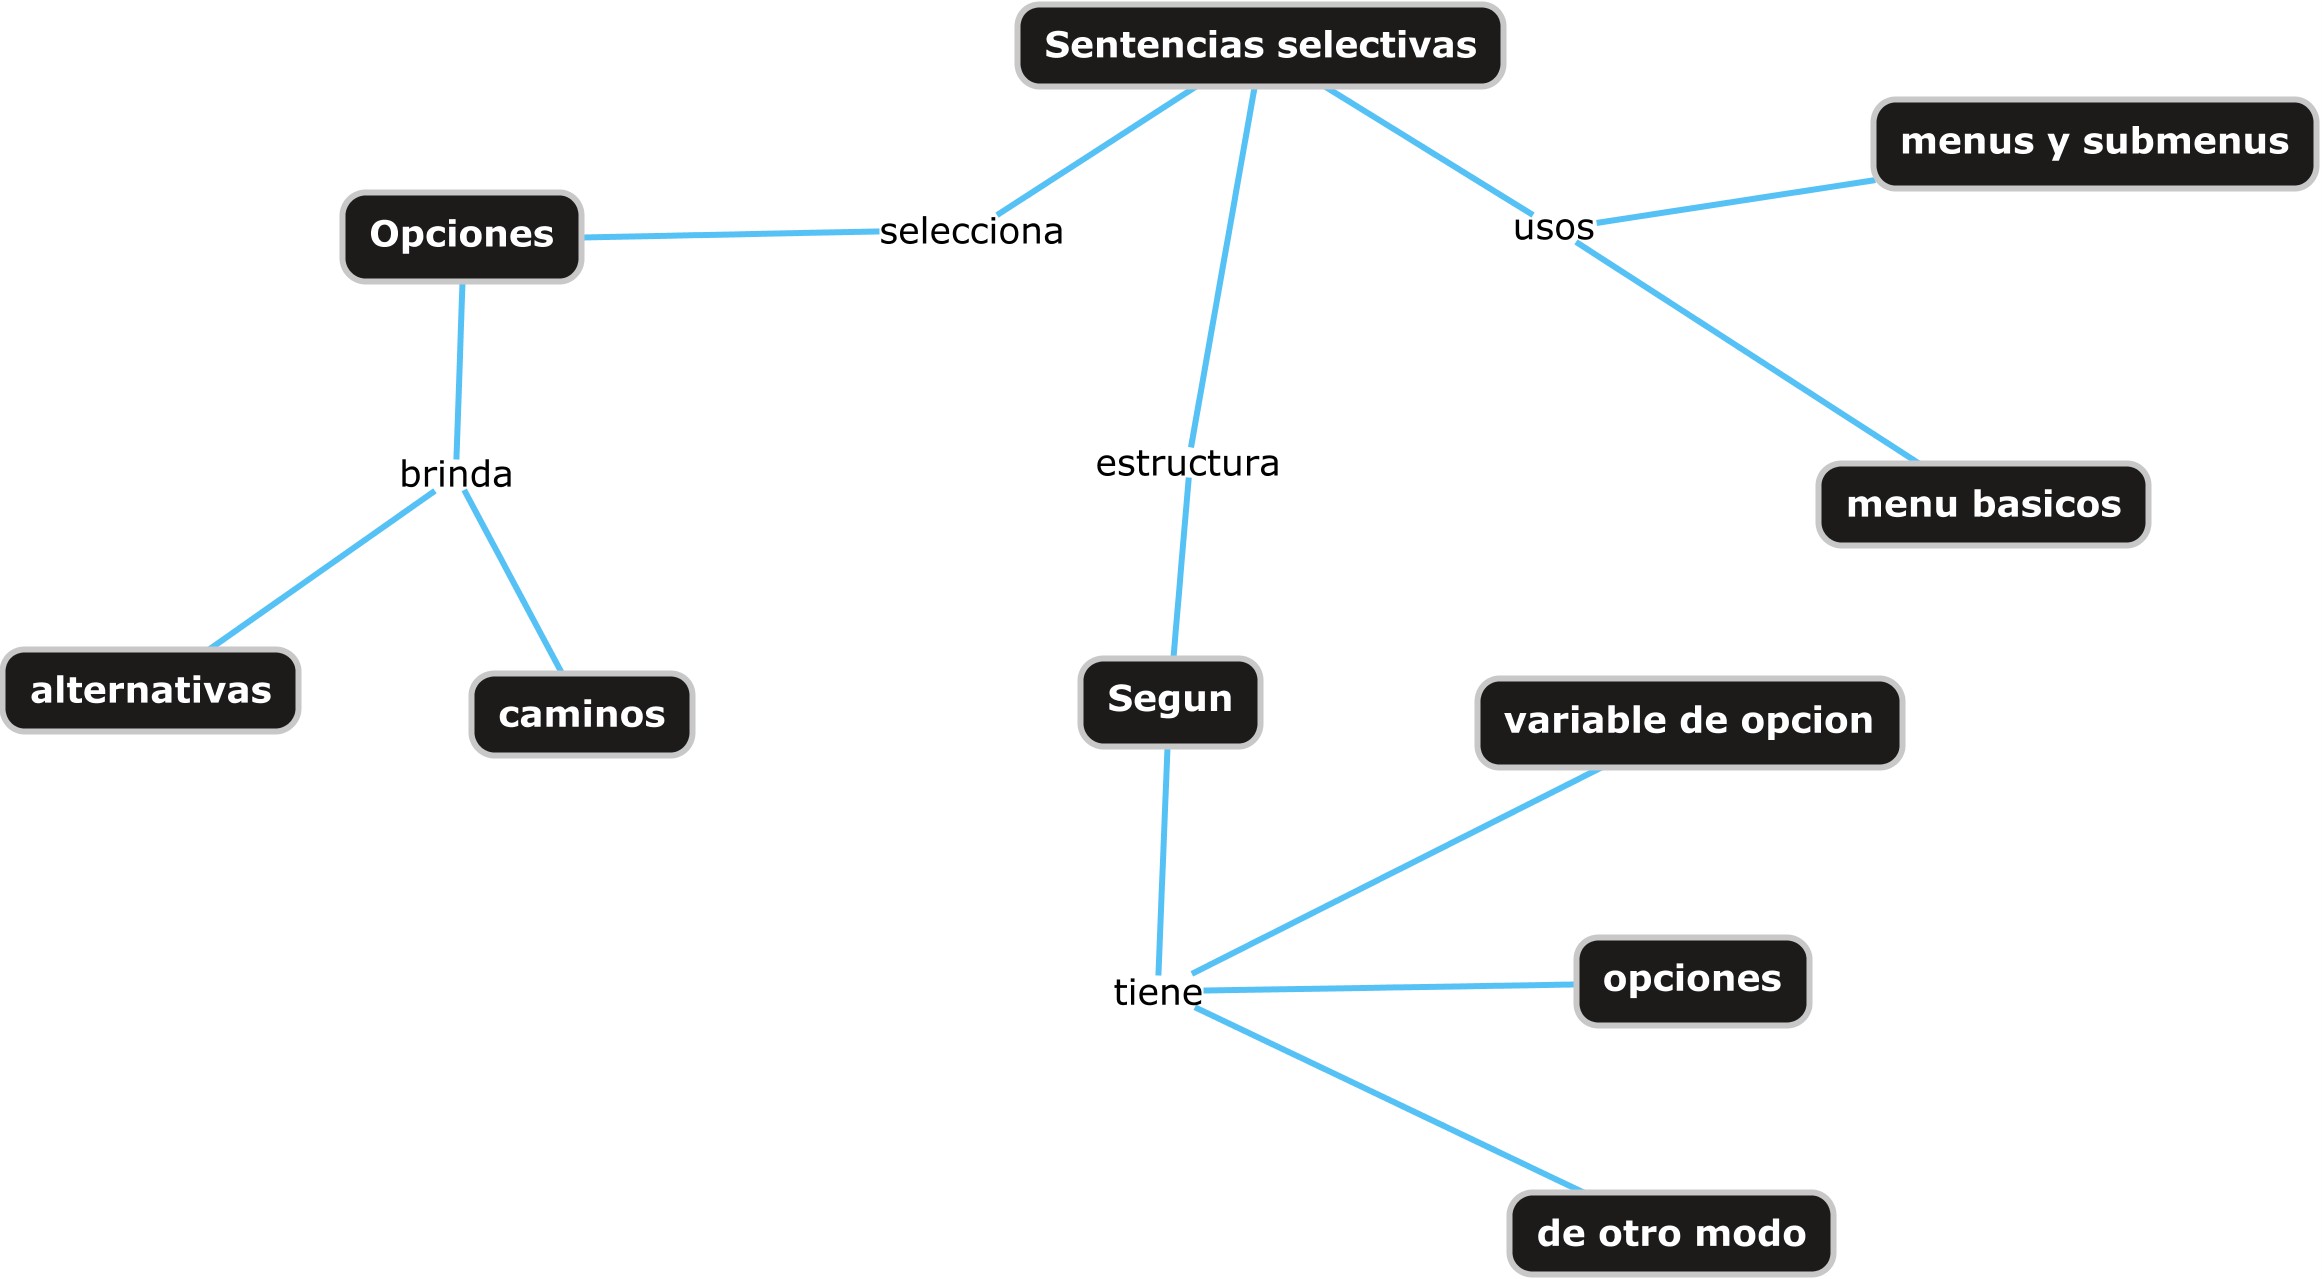 Sentencias selectivas
menus y submenus
Opciones
selecciona
usos
brinda
estructura
menu basicos
alternativas
caminos
Segun
variable de opcion
tiene
opciones
de otro modo